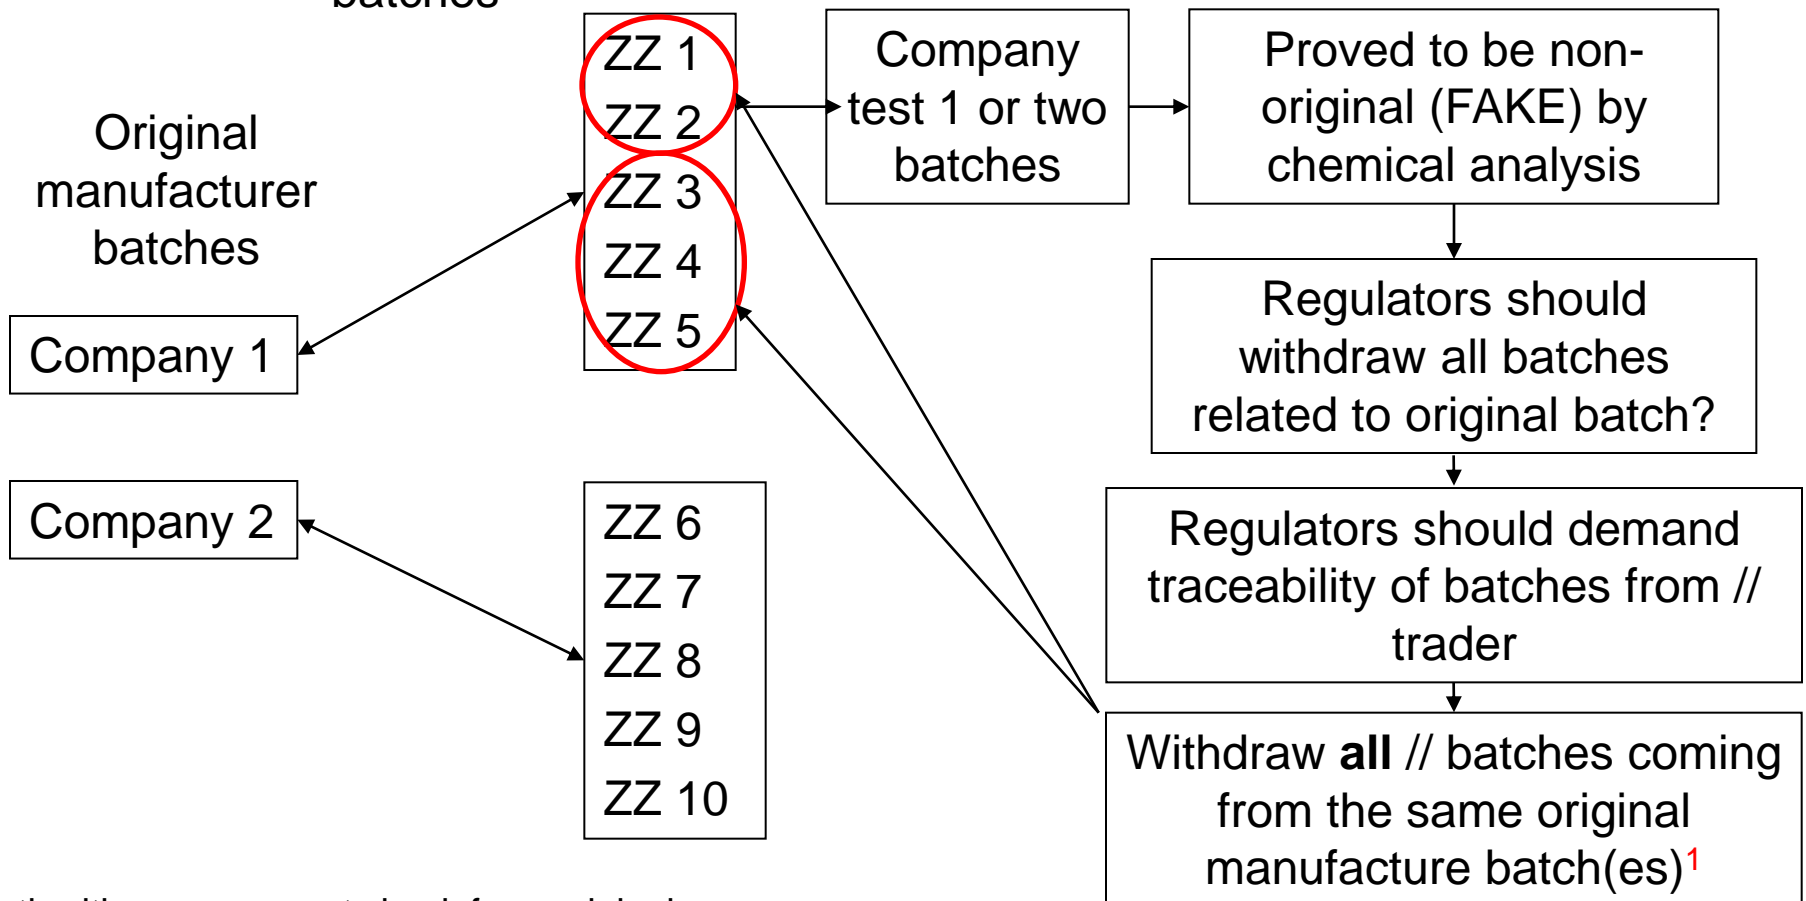 batches
Original
manufacturer
batches
Company 1
Company 2
ZZ 1
ZZ 2
ZZ 3
ZZ 4
ZZ 5
ZZ 6
ZZ 7
ZZ 8
ZZ 9
ZZ 10
Company
test 1 or two
batches
Proved to be non-
original (FAKE) by
chemical analysis
Regulators should
withdraw all batches
related to original batch?
Regulators should demand
traceability of batches from //
trader
Withdraw all // batches coming
from the same original
manufacture batch(es)1